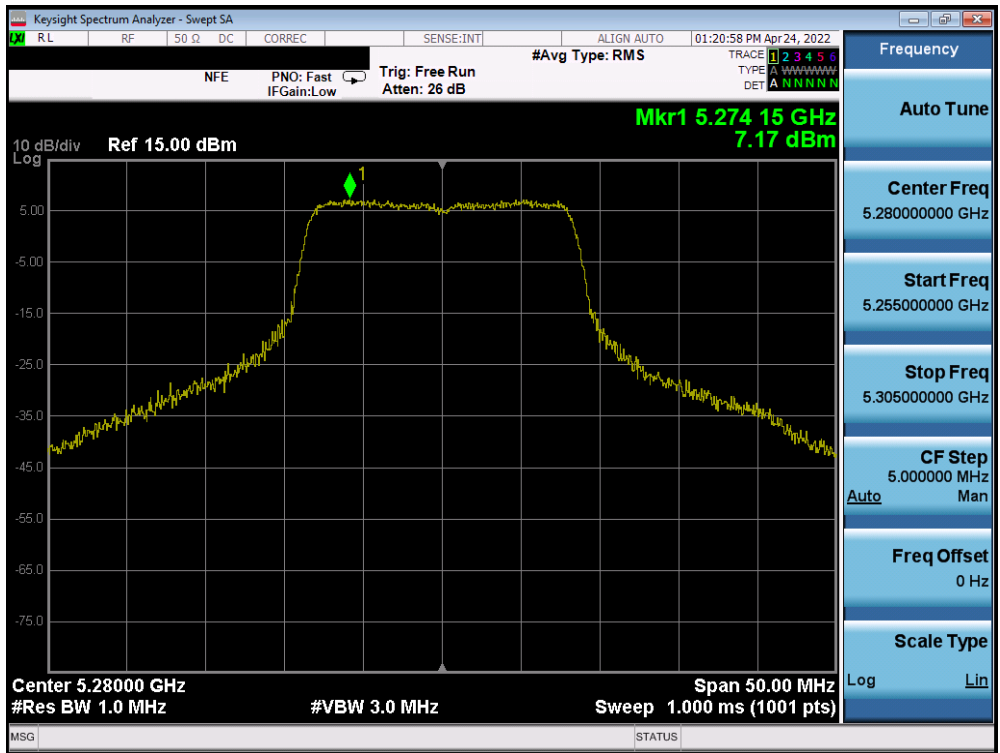 Keysight Spectrum Analyzer - Swept SA
LXI RL RF 50 Ω DC CORREC SENSE:INT ALIGN AUTO 01:20:58 PM Apr 24, 2022
NFE PNO: Fast Trig: Free Run #Avg Type: RMS TRACE 1 2 3 4 5 6
IFGain:Low Atten: 26 dB TYPE A WWWWW
DET A N N N N N
Mkr1 5.274 15 GHz
7.17 dBm
10 dB/div Ref 15.00 dBm
Log
1
5.00
-5.00
-15.0
-25.0
-35.0
-45.0
-55.0
-65.0
-75.0
Center 5.28000 GHz Span 50.00 MHz
#Res BW 1.0 MHz #VBW 3.0 MHz Sweep 1.000 ms (1001 pts)
MSG STATUS
Frequency
Auto Tune
Center Freq
5.280000000 GHz
Start Freq
5.255000000 GHz
Stop Freq
5.305000000 GHz
CF Step
5.000000 MHz
Auto Man
Freq Offset
0 Hz
Scale Type
Log Lin